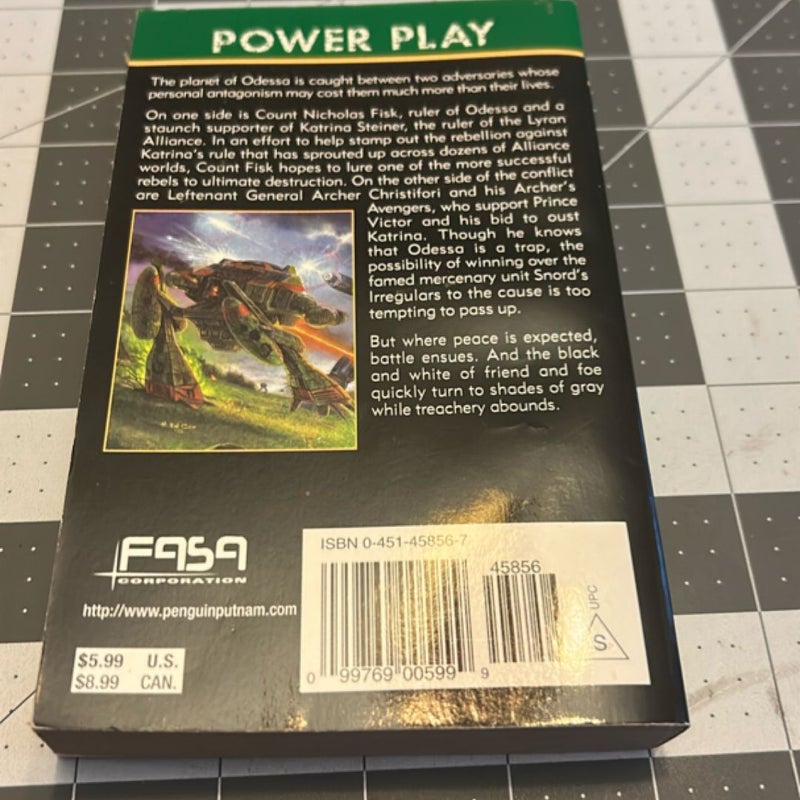 POWER PLAY
The planet of Odessa is caught between two adversaries whose
personal antagonism may cost them much more than their lives.
On one side is Count Nicholas Fisk, ruler of Odessa and a
staunch supporter of Katrina Steiner, the ruler of the Lyran
Alliance. In an effort to help stamp out the rebellion against
Katrina's rule that has sprouted up across dozens of Alliance
worlds, Count Fisk hopes to lure one of the more successful
rebels to ultimate destruction. On the other side of the conflict
are Leftenant General Archer Christifori and his Archer's
Avengers, who support Prince
Victor and his bid to oust
Katrina. Though he knows
that Odessa is a trap, the
possibility of winning over the
famed mercenary unit Snord's
Irregulars to the cause is too
tempting to pass up.
But where peace is expected,
battle ensues. And the black
and white of friend and foe
quickly turn to shades of gray
while treachery abounds.
FASA
CORPORATION
http://www.penguinputnam.com
$5.99 U.S.
$8.99 CAN.
ISBN 0-451-45856-7
45856
UPC
S
0 99769 00599 9